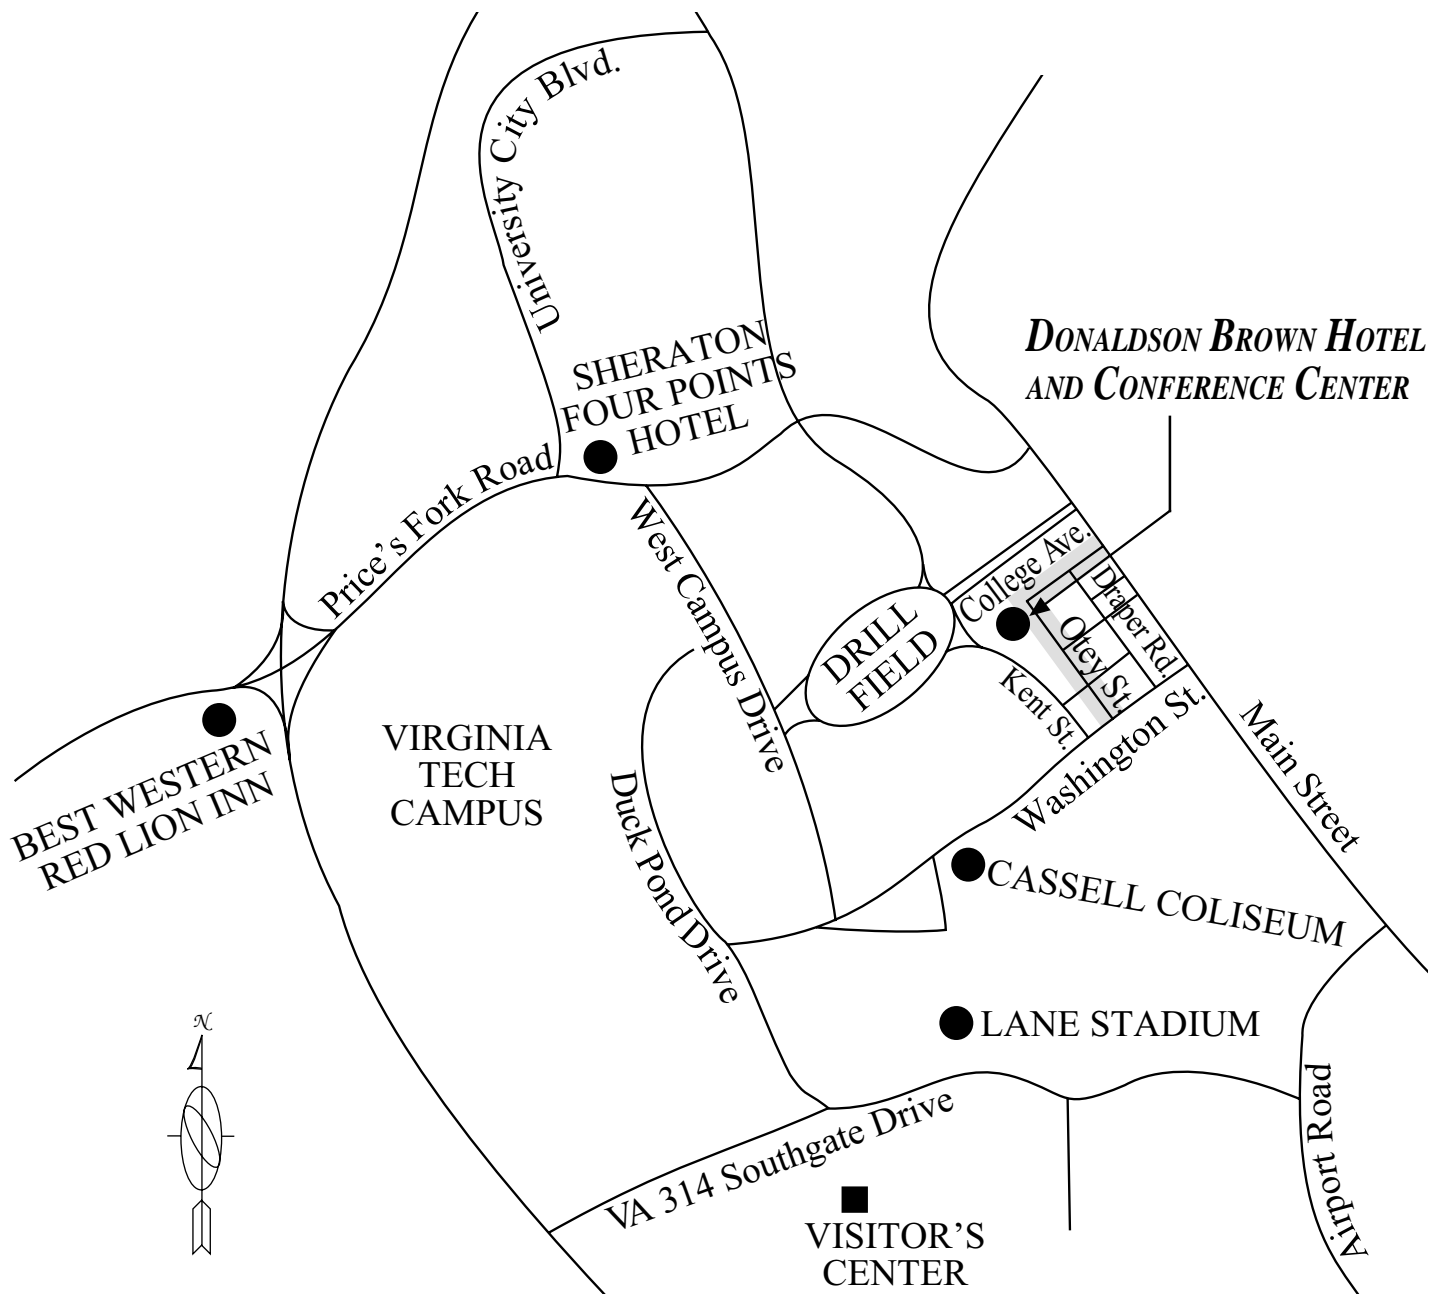 University City Blvd.
SHERATON
FOUR POINTS
HOTEL
DONALDSON BROWN HOTEL
AND CONFERENCE CENTER
Price’s Fork Road
West Campus Drive
College Ave.
Draper Rd.
Otey St.
Kent St.
DRILL
FIELD
Washington St.
Main Street
BEST WESTERN
RED LION INN
VIRGINIA
TECH
CAMPUS
Duck Pond Drive
CASSELL COLISEUM
LANE STADIUM
N
VA 314 Southgate Drive
Airport Road
VISITOR’S
CENTER